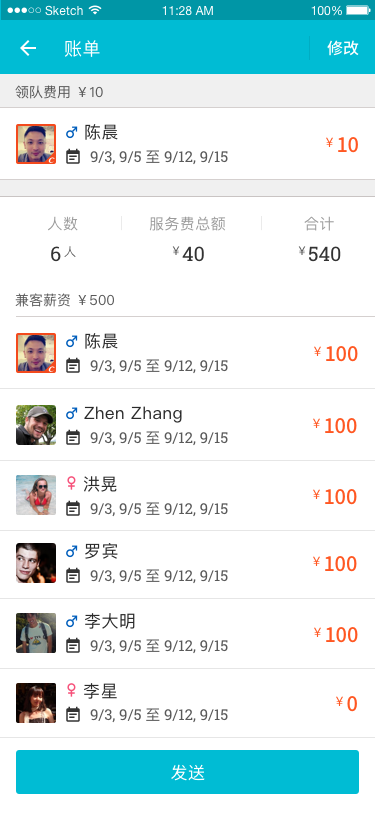 Sketch 11:28 AM 100%
账单 修改
领队费用 ¥10
陈晨
9/3, 9/5 至 9/12, 9/15
¥10
人数 服务费总额 合计
6人 ¥40 ¥540
兼客薪资 ¥500
陈晨
9/3, 9/5 至 9/12, 9/15
¥100
Zhen Zhang
9/3, 9/5 至 9/12, 9/15
¥100
洪晃
9/3, 9/5 至 9/12, 9/15
¥100
罗宾
9/3, 9/5 至 9/12, 9/15
¥100
李大明
9/3, 9/5 至 9/12, 9/15
¥100
李星
9/3, 9/5 至 9/12, 9/15
¥0
发送